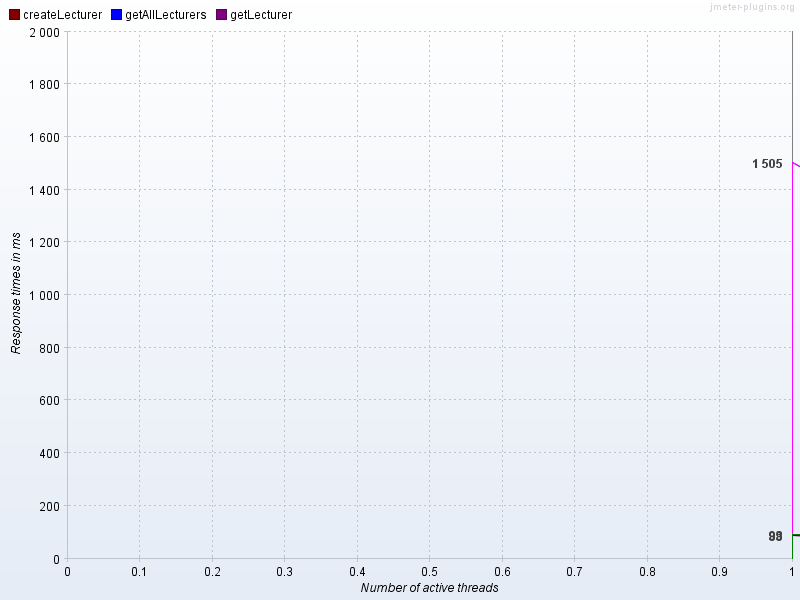 jmeter-plugins.org
createLecturer getAllLecturers getLecturer
2 000
1 800
1 600
1 505
1 400
1 200
Response times in ms
1 000
800
600
400
200
0
0 0.1 0.2 0.3 0.4 0.5 0.6 0.7 0.8 0.9 1
Number of active threads